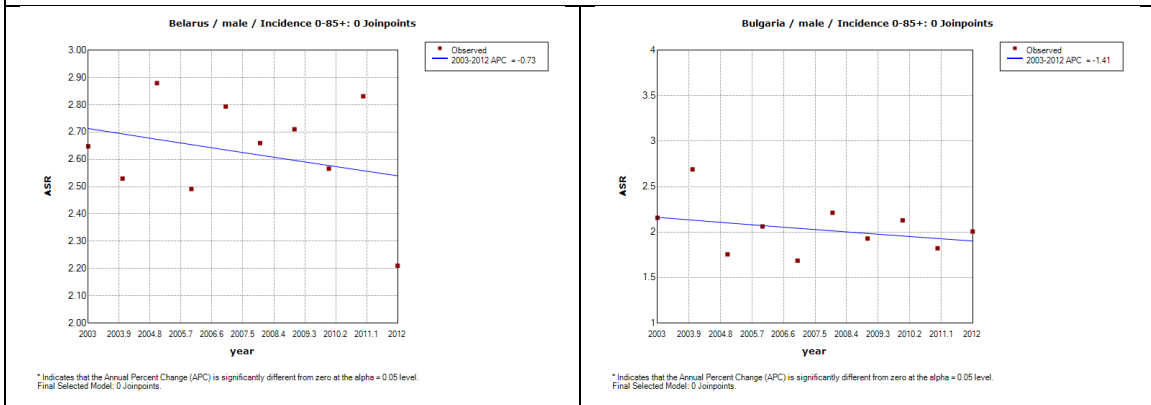 Belarus / male / Incidence 0-85+: 0 Joinpoints
Observed
2003-2012 APC = -0.73
3.00
2.90
2.80
2.70
2.60
2.50
2.40
2.30
2.20
2.10
2.00
ASR
2003 2003.9 2004.8 2005.7 2006.6 2007.5 2008.4 2009.3 2010.2 2011.1 2012
year
* Indicates that the Annual Percent Change (APC) is significantly different from zero at the alpha = 0.05 level.
Final Selected Model: 0 Joinpoints.
Bulgaria / male / Incidence 0-85+: 0 Joinpoints
Observed
2003-2012 APC = -1.41
4
3.5
3
2.5
2
1.5
1
ASR
2003 2003.9 2004.8 2005.7 2006.6 2007.5 2008.4 2009.3 2010.2 2011.1 2012
year
* Indicates that the Annual Percent Change (APC) is significantly different from zero at the alpha = 0.05 level.
Final Selected Model: 0 Joinpoints.